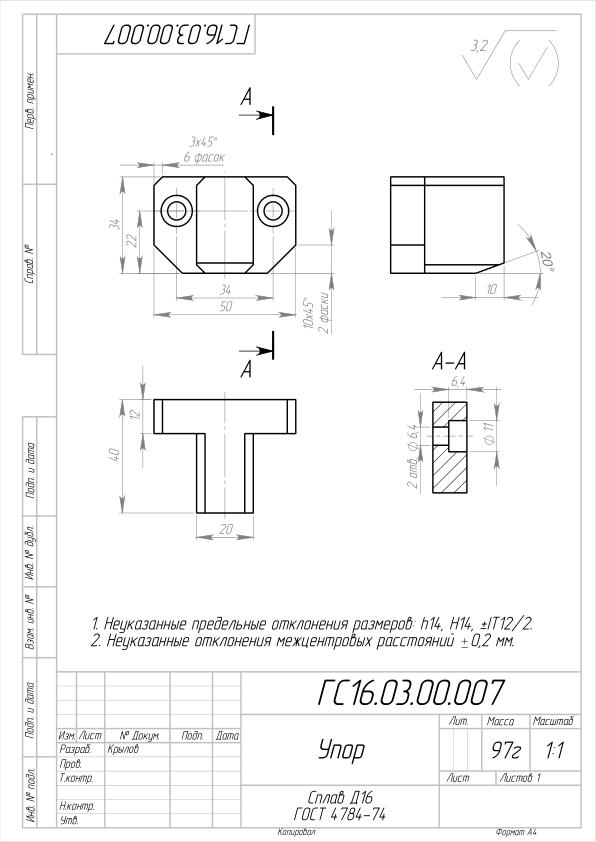 ГС16.03.00.007
3,2
Перв. примен.
Справ. №
Подп. и дата
Инв. № дубл.
Взам. инв. №
Подп. и дата
Инв. № подл.
А
3х45°
6 фасок
34
22
34
50
10х45°
2 фаски
А
20°
10
12
40
20
А-А
6,4
2 отв. ф 6,4
ф 11
1. Неуказанные предельные отклонения размеров: h14, H14, ±IT12/2.
2. Неуказанные отклонения межцентровых расстояний ±0,2 мм.
ГС16.03.00.007
Изм. Лист № Докум. Подп. Дата
Разраб. Крылов
Пров.
Т.контр.
Н.контр.
Утв.
Упор
Лит. Масса Масштаб
97г 1:1
Лист Листов 1
Сплав Д16
ГОСТ 4784-74
Копировал Формат А4